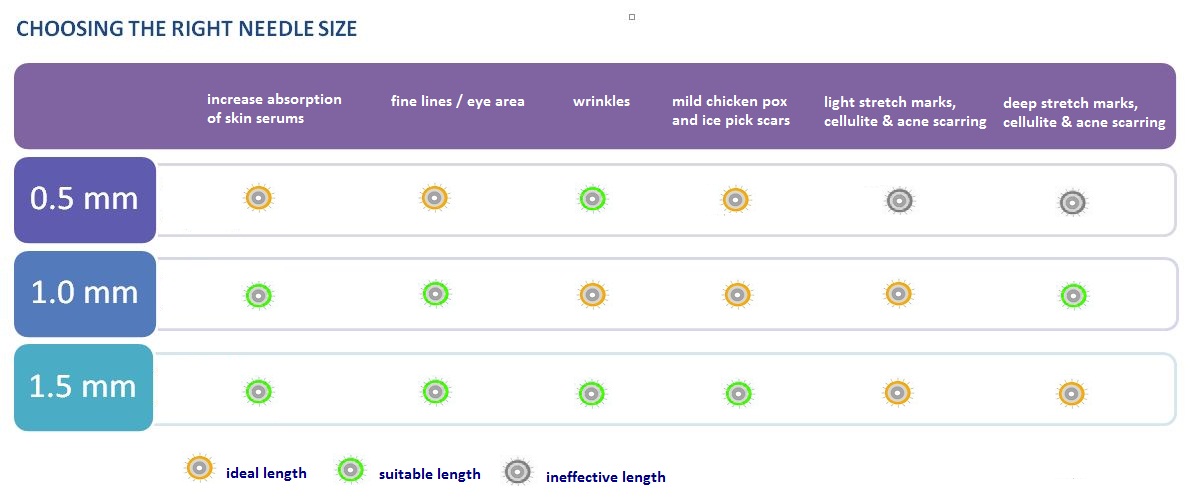 CHOOSING THE RIGHT NEEDLE SIZE
increase absorption
of skin serums
fine lines / eye area
wrinkles
mild chicken pox
and ice pick scars
light stretch marks,
cellulite & acne scarring
deep stretch marks,
cellulite & acne scarring
0.5 mm
1.0 mm
1.5 mm
ideal length
suitable length
ineffective length